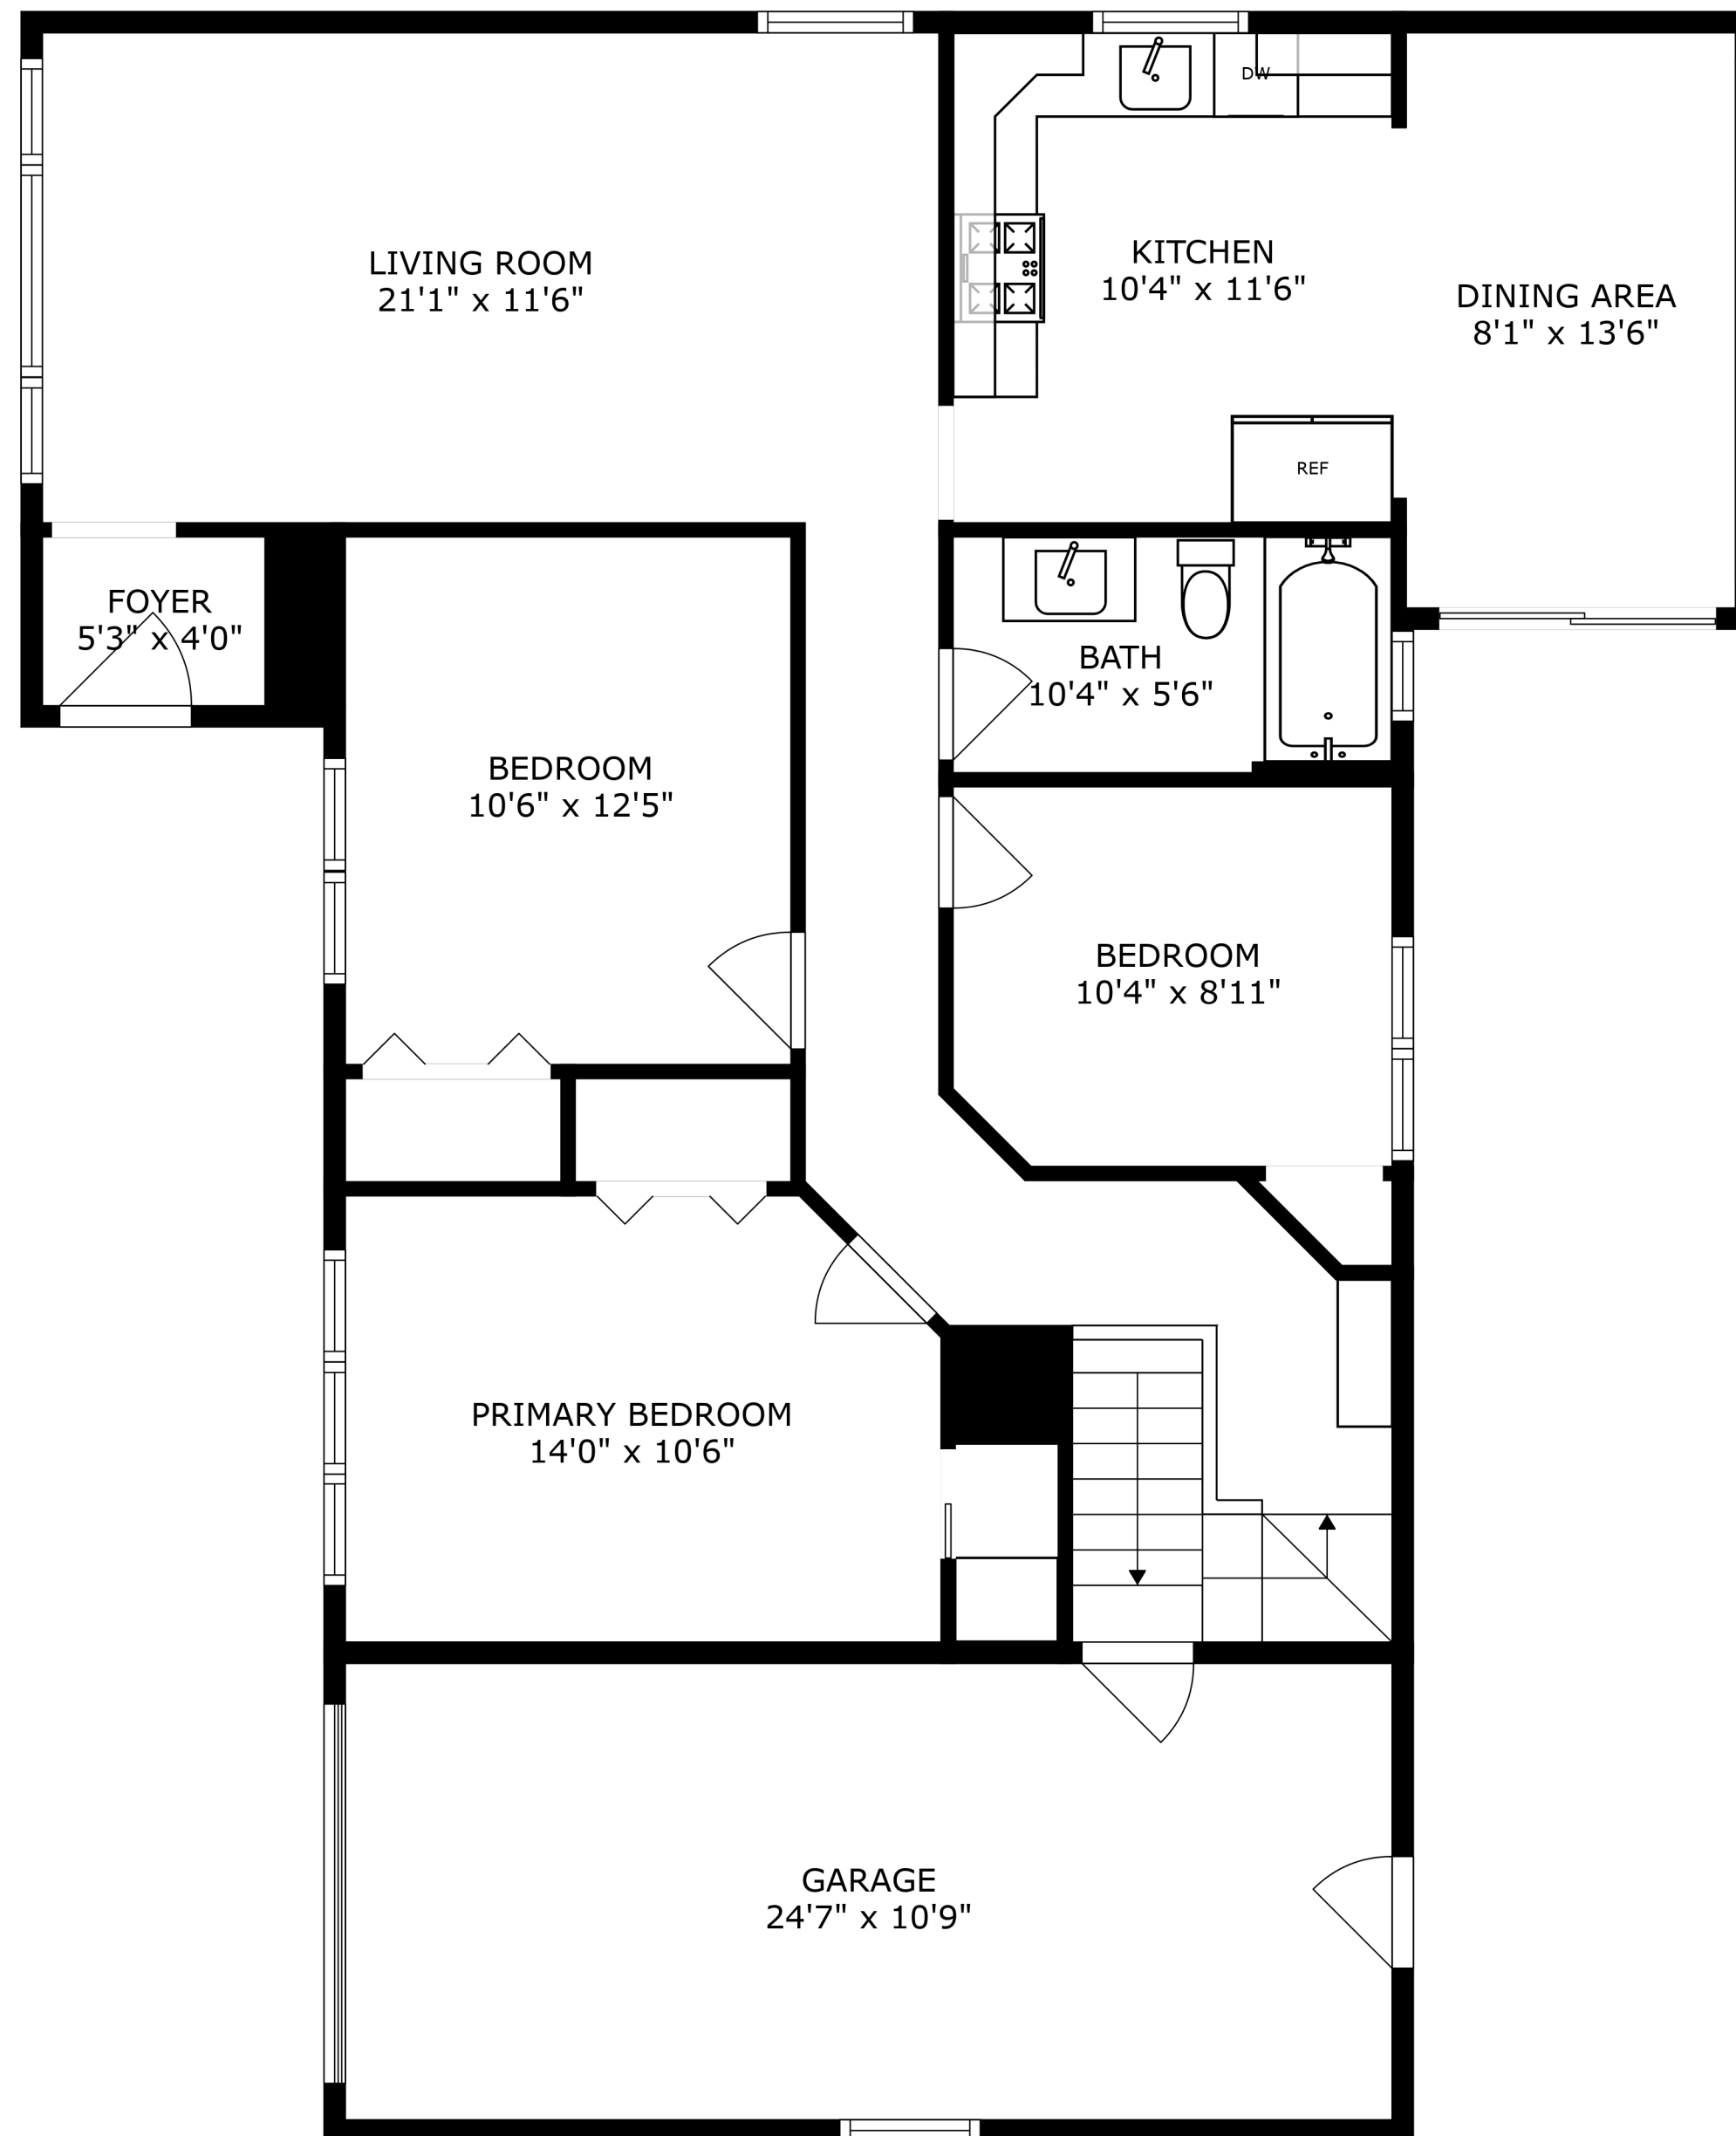 DW
LIVING ROOM
21'1" x 11'6"
KITCHEN
10'4" x 11'6"
DINING AREA
8'1" x 13'6"
REF
FOYER
5'3" x 4'0"
BATH
10'4" x 5'6"
BEDROOM
10'6" x 12'5"
BEDROOM
10'4" x 8'11"
PRIMARY BEDROOM
14'0" x 10'6"
GARAGE
24'7" x 10'9"